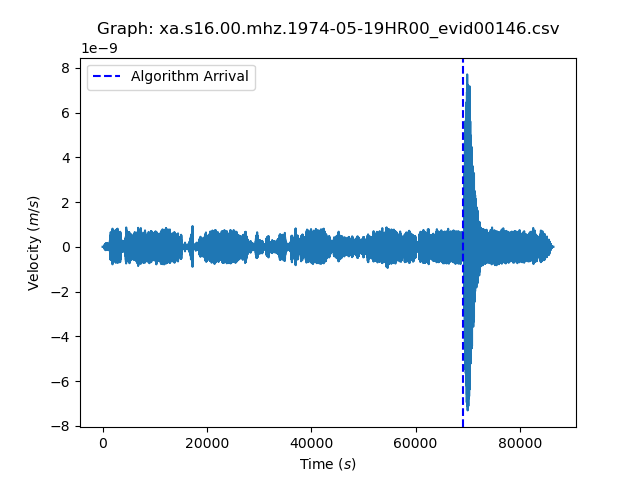 Graph: xa.s16.00.mhz.1974-05-19HR00_evid00146.csv
1e−9
Algorithm Arrival
8
6
4
2
0
−2
−4
−6
−8
Velocity (m/s)
0 20000 40000 60000 80000
Time (s)